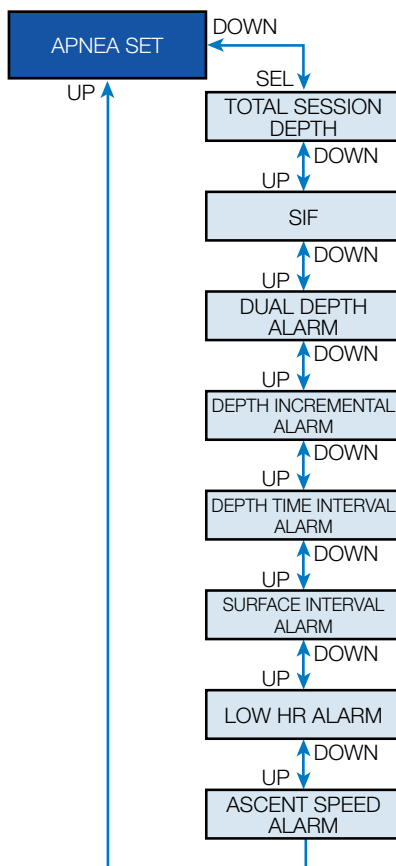 APNEA SET
DOWN
UP
SEL
TOTAL SESSION
DEPTH
DOWN
UP
SIF
DOWN
UP
DUAL DEPTH
ALARM
DOWN
UP
DEPTH INCREMENTAL
ALARM
DOWN
UP
DEPTH TIME INTERVAL
ALARM
DOWN
UP
SURFACE INTERVAL
ALARM
DOWN
UP
LOW HR ALARM
DOWN
UP
ASCENT SPEED
ALARM